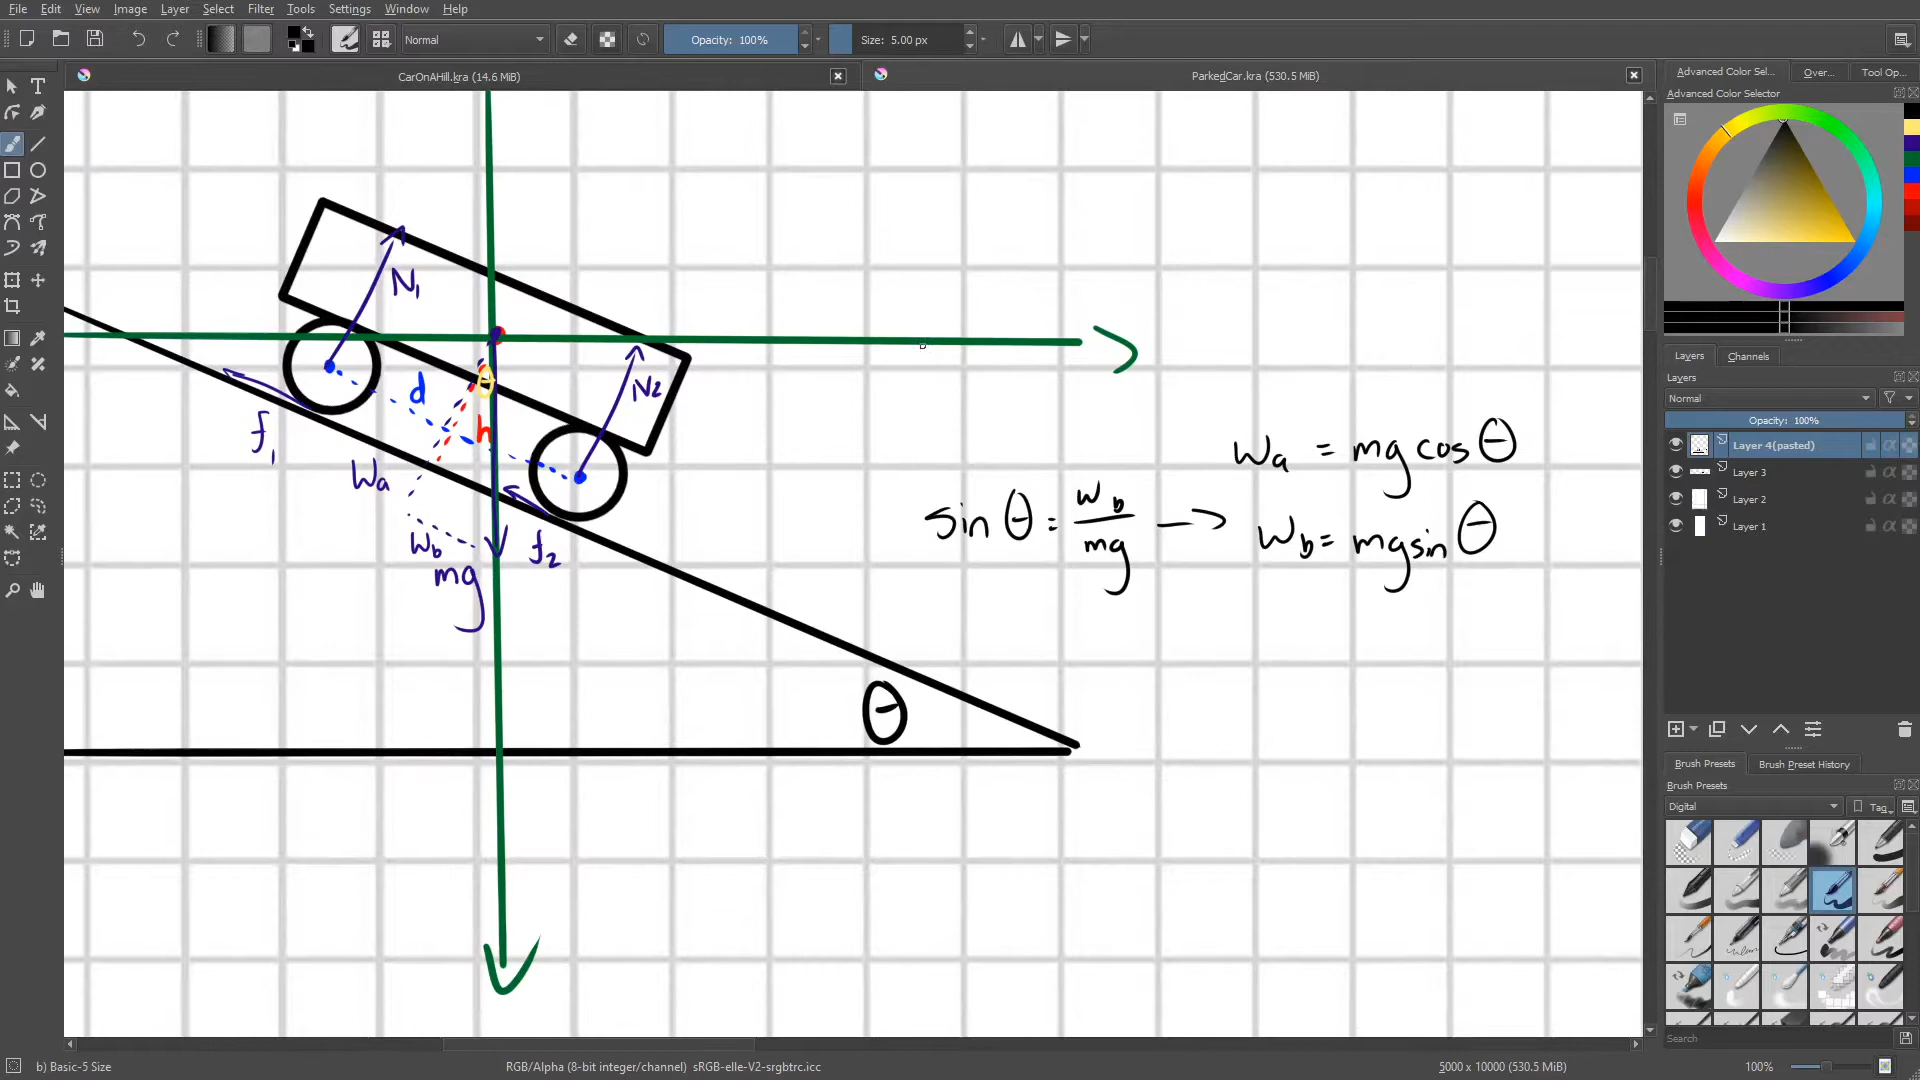 File Edit View Image Layer Select Filter Tools Settings Window Help
Normal Opacity: 100% Size: 5.00 px
CarOnAHill.kra (14.6 MiB) ParkedCar.kra (530.5 MiB)
Advanced Color Sel... Over... Tool Op...
Advanced Color Selector
N₁
N₂
θ
d
h
f₁
Wa
Wb
mg
f₂
Wa = mg cos θ
sin θ = Wb/mg → Wb = mg sin θ
θ
Layers Channels
Layers
Normal
Opacity: 100%
Layer 4(pasted)
Layer 3
Layer 2
Layer 1
Brush Presets Brush Preset History
Brush Presets
Digital Tag
Search
b) Basic-5 Size RGB/Alpha (8-bit integer/channel) sRGB-elle-V2-srgbtrc.icc 5000 x 10000 (530.5 MiB) 100%